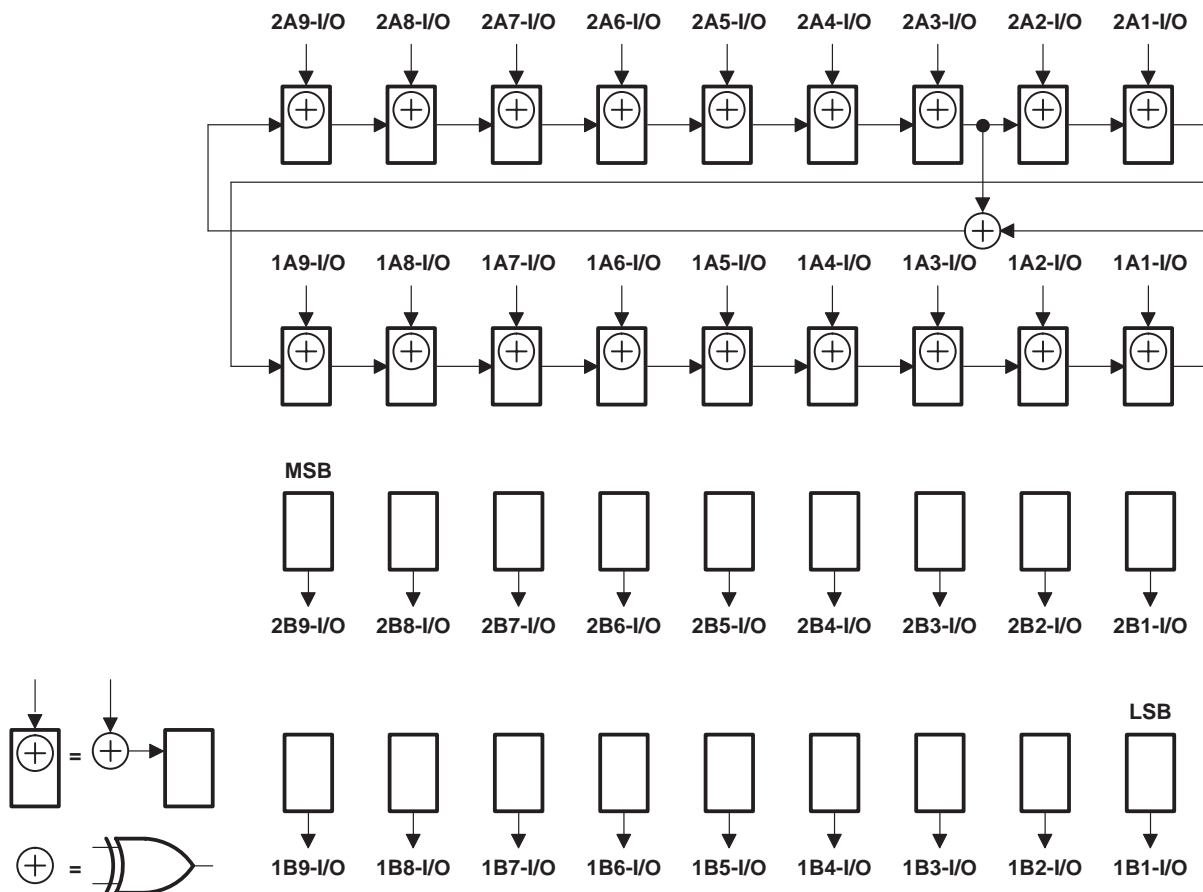 2A9-I/O 2A8-I/O 2A7-I/O 2A6-I/O 2A5-I/O 2A4-I/O 2A3-I/O 2A2-I/O 2A1-I/O
1A9-I/O 1A8-I/O 1A7-I/O 1A6-I/O 1A5-I/O 1A4-I/O 1A3-I/O 1A2-I/O 1A1-I/O
MSB
2B9-I/O 2B8-I/O 2B7-I/O 2B6-I/O 2B5-I/O 2B4-I/O 2B3-I/O 2B2-I/O 2B1-I/O
LSB
=
=
1B9-I/O 1B8-I/O 1B7-I/O 1B6-I/O 1B5-I/O 1B4-I/O 1B3-I/O 1B2-I/O 1B1-I/O